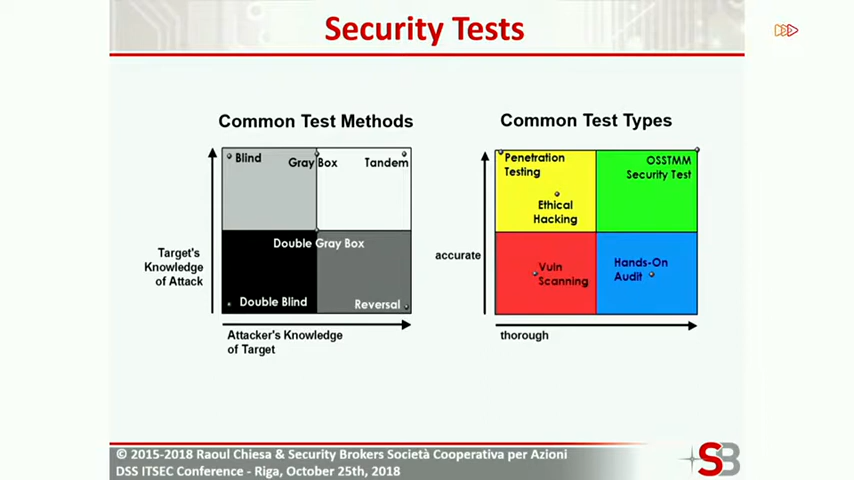 Security Tests
Common Test Methods
Blind
Gray Box
Tandem
Double Gray Box
Double Blind
Reversal
Target's
Knowledge
of Attack
Attacker's Knowledge
of Target
Common Test Types
Penetration
Testing
OSSTMM
Security Test
Ethical
Hacking
Vuln
Scanning
Hands-On
Audit
accurate
thorough
© 2015-2018 Raoul Chiesa & Security Brokers Società Cooperativa per Azioni
DSS ITSEC Conference - Riga, October 25th, 2018
SB